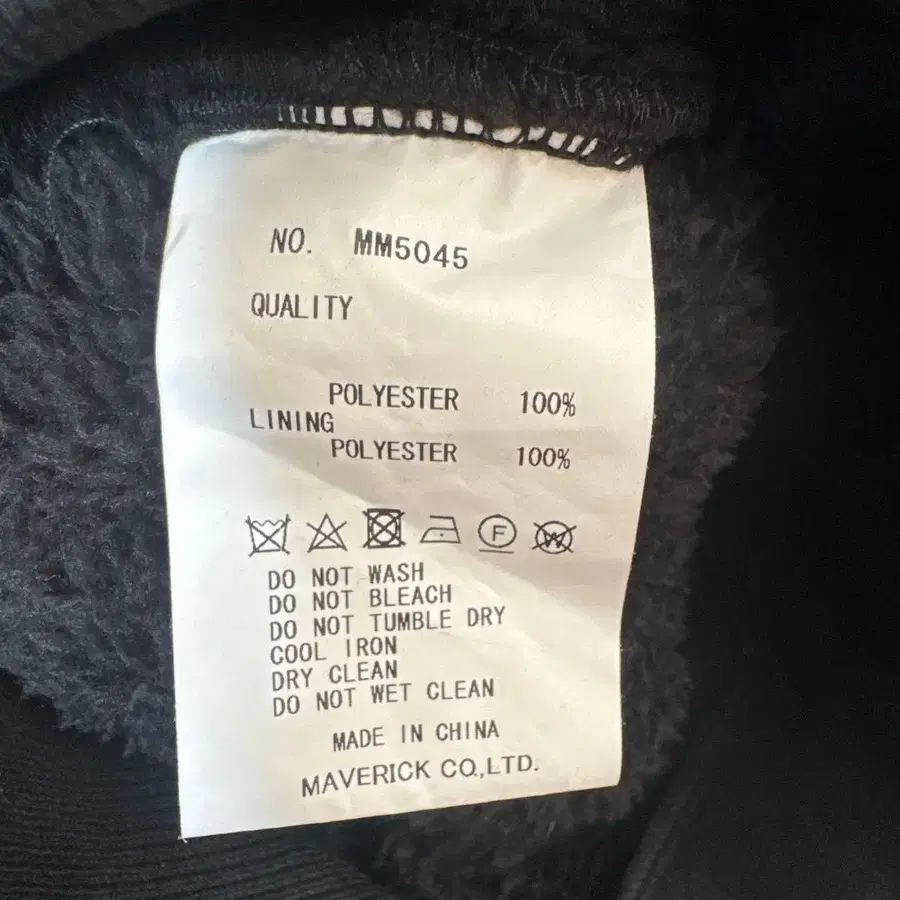 NO. MM5045
QUALITY
POLYESTER 100%
LINING
POLYESTER 100%
F W
DO NOT WASH
DO NOT BLEACH
DO NOT TUMBLE DRY
COOL IRON
DRY CLEAN
DO NOT WET CLEAN
MADE IN CHINA
MAVERICK CO.,LTD.